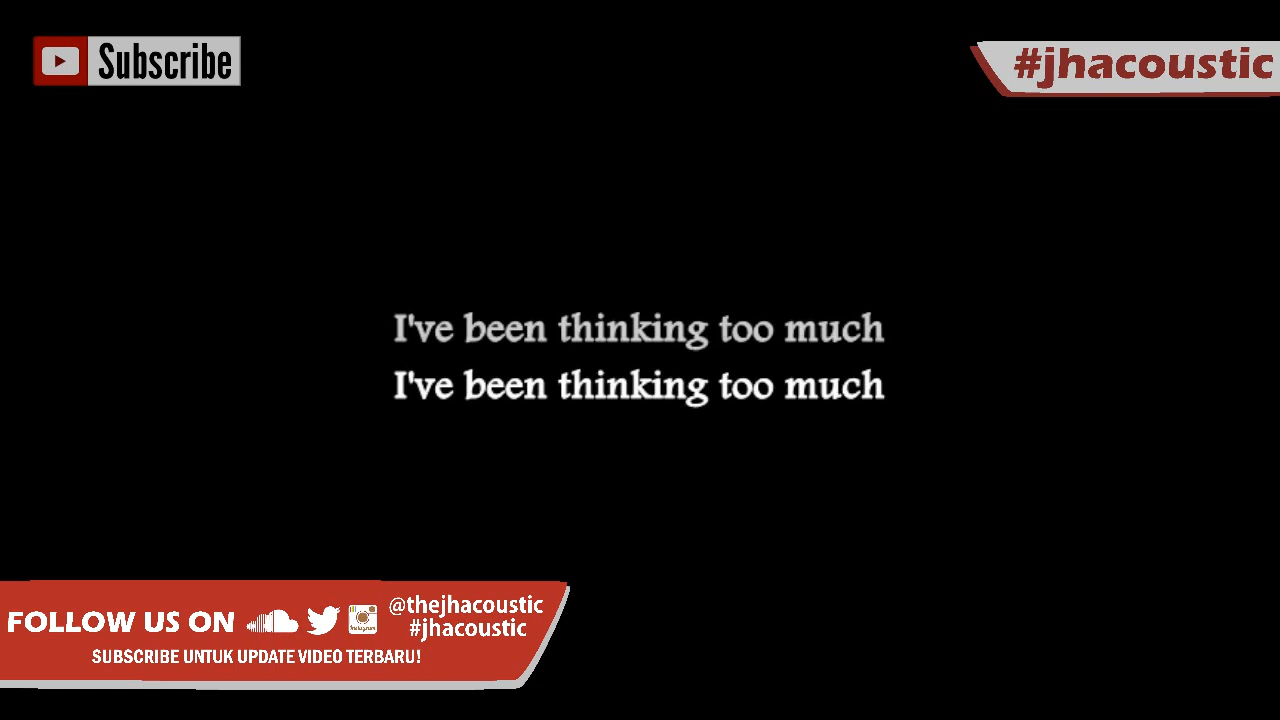 Subscribe
#jhacoustic
I've been thinking too much
I've been thinking too much
FOLLOW US ON
@thejhacoustic
#jhacoustic
SUBSCRIBE UNTUK UPDATE VIDEO TERBARU!